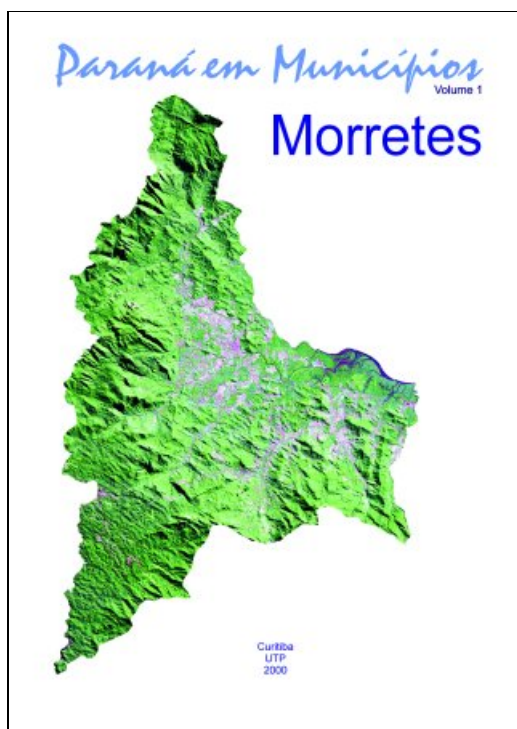 Paraná em Municípios
Volume 1
Morretes
Curitiba
UTP
2000